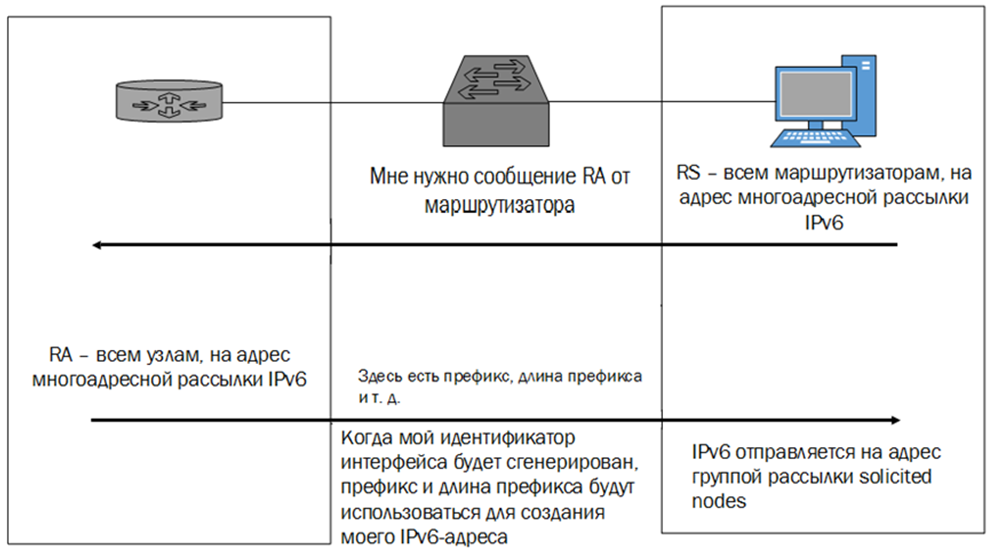 Мне нужно сообщение RA от
маршрутизатора
RS – всем маршрутизаторам, на
адрес многоадресной рассылки
IPv6
RA – всем узлам, на адрес
многоадресной рассылки IPv6
Здесь есть префикс, длина префикса
и т. д.
Когда мой идентификатор
интерфейса будет сгенерирован,
префикс и длина префикса будут
использоваться для создания
моего IPv6-адреса
IPv6 отправляется на адрес
группой рассылки solicited
nodes